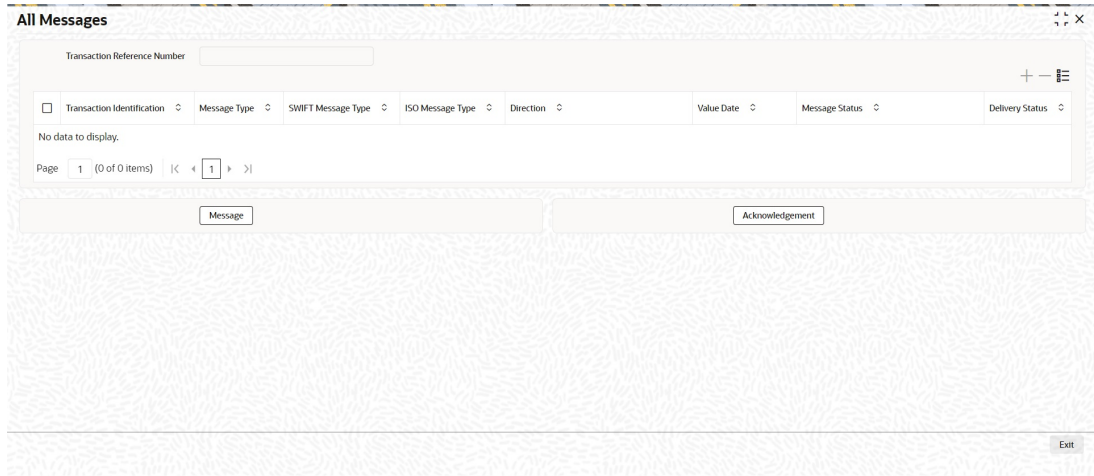 All Messages
Transaction Reference Number
Transaction Identification Message Type SWIFT Message Type ISO Message Type Direction Value Date Message Status Delivery Status
No data to display.
Page 1 (0 of 0 items) 1
Message Acknowledgement
Exit